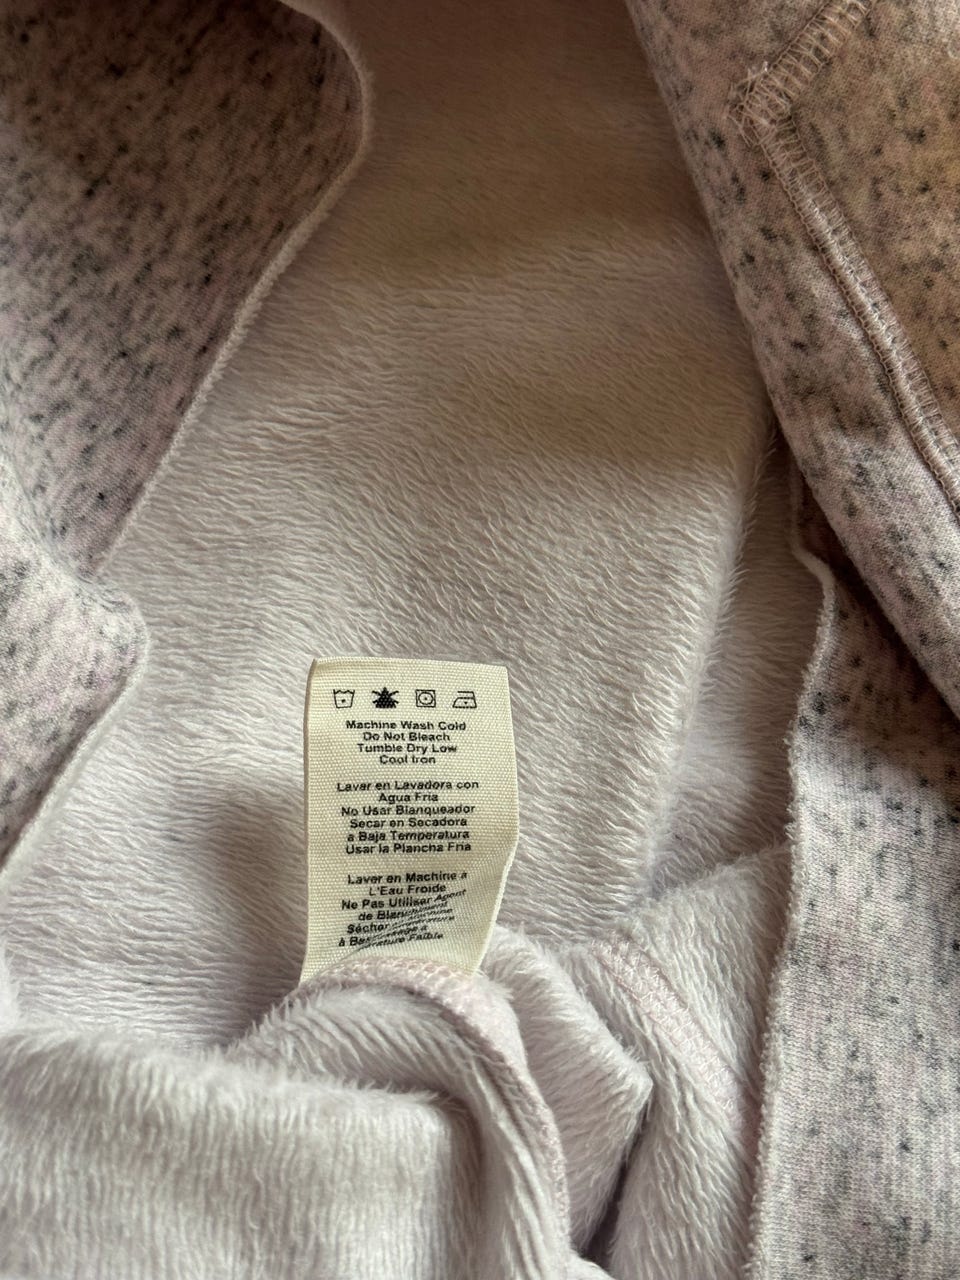 Machine Wash Cold
Do Not Bleach
Tumble Dry Low
Cool Iron
Lavar en Lavadora con
Agua Fria
No Usar Blanqueador
Secar en Secadora
a Baja Temperatura
Usar la Plancha Fria
Laver en Machine à
L'Eau Froide
Ne Pas Utiliser Agent
de
Sécher
à